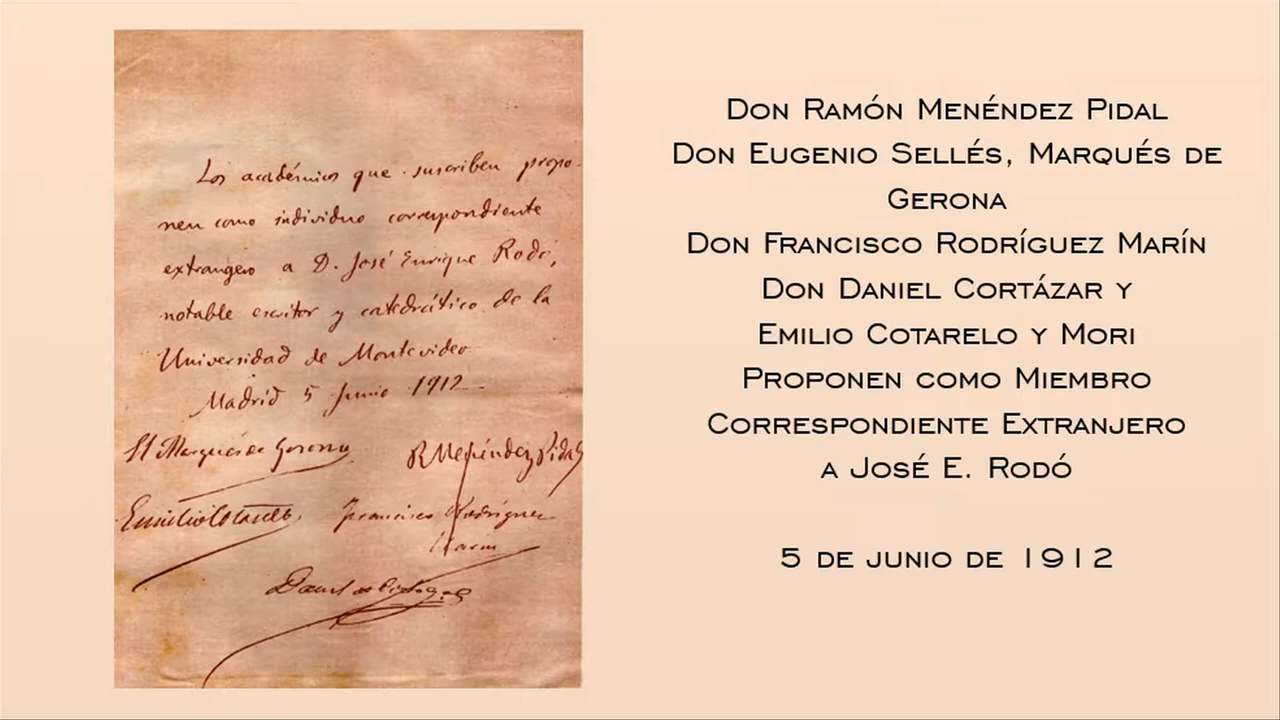 Los académicos que suscriben propo-
nen como individuo correspondiente
extrangero a D. José Enrique Rodó,
notable escritor y catedrático de la
Universidad de Montevideo
Madrid 5 Junio 1912
El Marqués de Gerona
R Menéndez Pidal
Emilio Cotarelo
Francisco Rodríguez
Marín
Daniel de Cortázar
DON RAMÓN MENÉNDEZ PIDAL
DON EUGENIO SELLÉS, MARQUÉS DE
GERONA
DON FRANCISCO RODRÍGUEZ MARÍN
DON DANIEL CORTÁZAR Y
EMILIO COTARELO Y MORI
PROPONEN COMO MIEMBRO
CORRESPONDIENTE EXTRANJERO
A JOSÉ E. RODÓ
5 DE JUNIO DE 1912